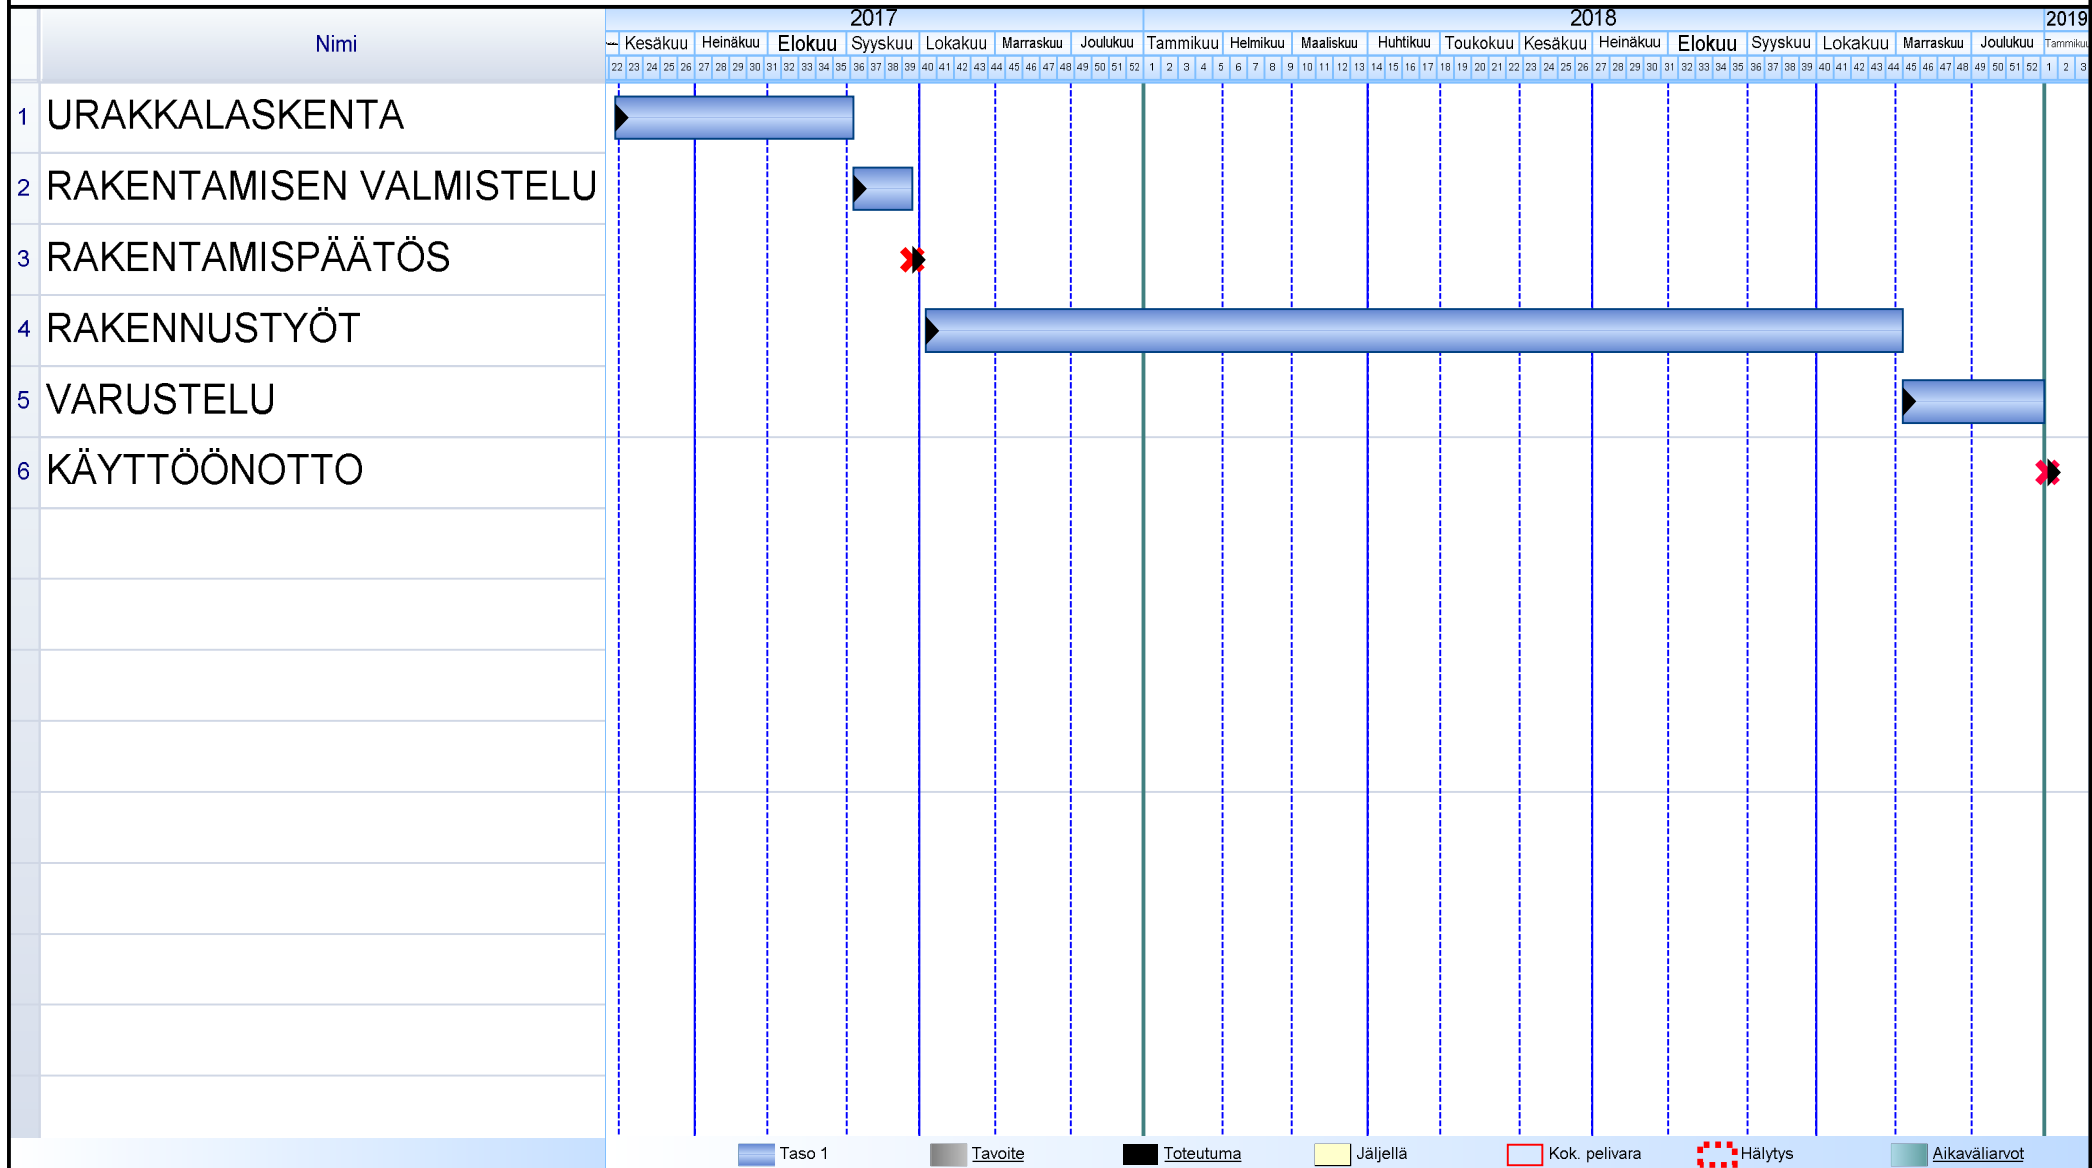 2017 2018 2019
Nimi
Kesäkuu Heinäkuu Elokuu Syyskuu Lokakuu Marraskuu Joulukuu Tammikuu Helmikuu Maaliskuu Huhtikuu Toukokuu Kesäkuu Heinäkuu Elokuu Syyskuu Lokakuu Marraskuu Joulukuu Tammikuu
22 23 24 25 26 27 28 29 30 31 32 33 34 35 36 37 38 39 40 41 42 43 44 45 46 47 48 49 50 51 52 1 2 3 4 5 6 7 8 9 10 11 12 13 14 15 16 17 18 19 20 21 22 23 24 25 26 27 28 29 30 31 32 33 34 35 36 37 38 39 40 41 42 43 44 45 46 47 48 49 50 51 52 1 2 3
1 URAKKALASKENTA
2 RAKENTAMISEN VALMISTELU
3 RAKENTAMISPÄÄTÖS
4 RAKENNUSTYÖT
5 VARUSTELU
6 KÄYTTÖÖNOTTO
Taso 1 Tavoite Toteutuma Jäljellä Kok. pelivara Hälytys Aikaväliarvot